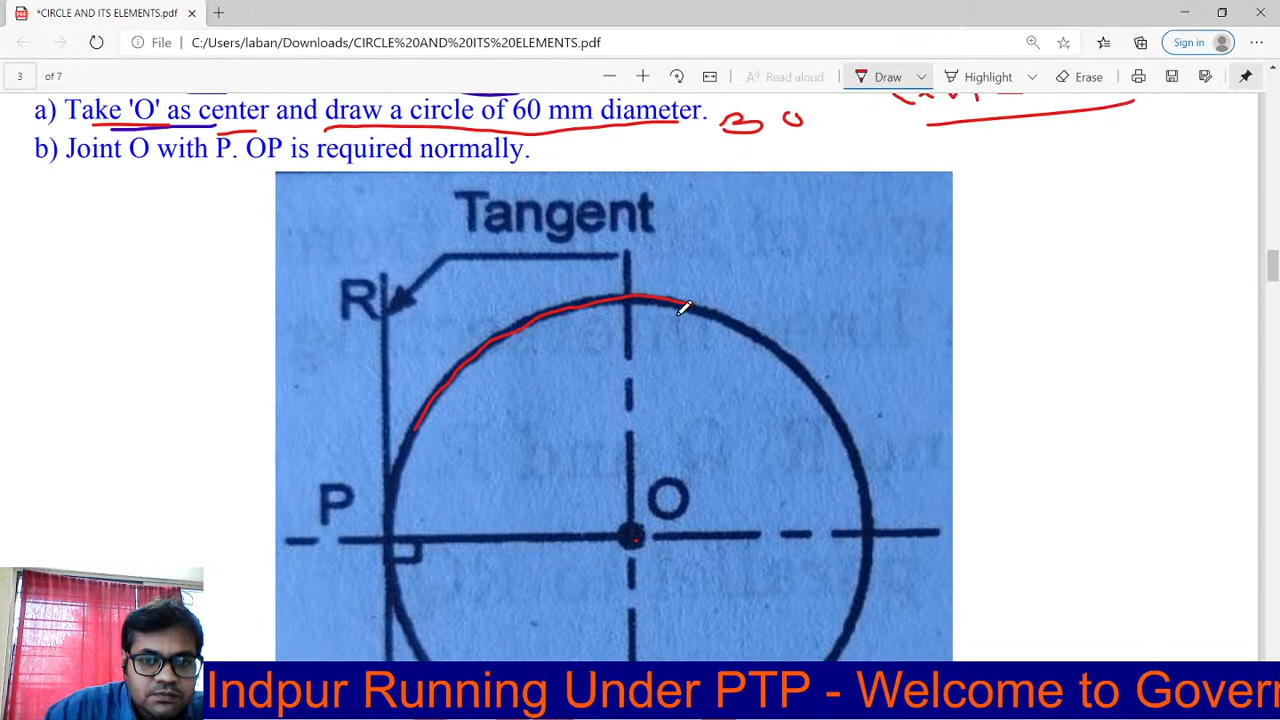 *CIRCLE AND ITS ELEMENTS.pdf
File
C:/Users/laban/Downloads/CIRCLE%20AND%20ITS%20ELEMENTS.pdf
Sign in
3 of 7
Read aloud
Draw
Highlight
Erase
a) Take 'O' as center and draw a circle of 60 mm diameter.
30
b) Joint O with P. OP is required normally.
Tangent
R
P
O
Indpur Running Under PTP - Welcome to Govern